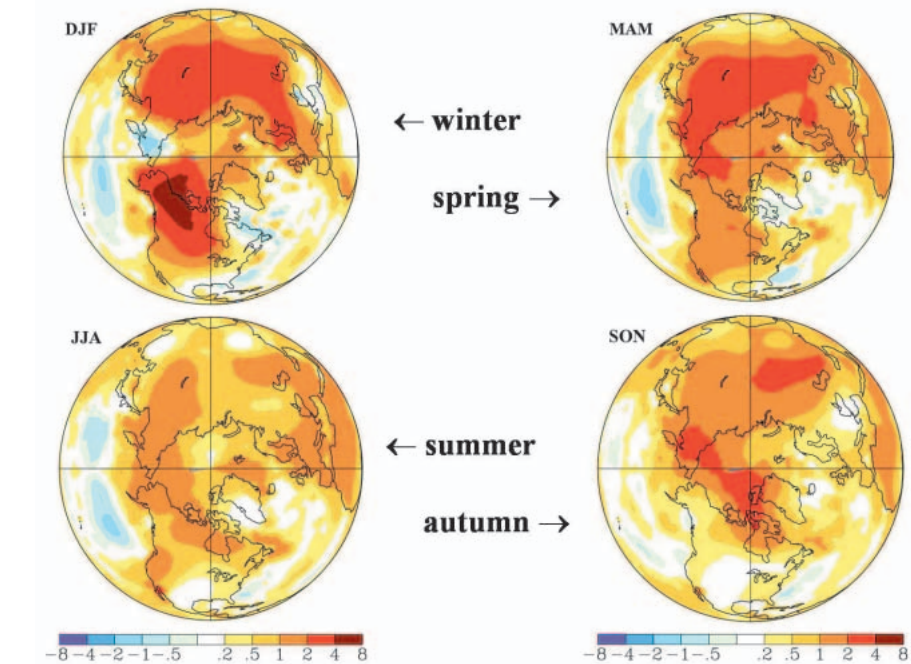 DJF
MAM
← winter
spring →
JJA
SON
← summer
autumn →
-8 -4 -2 -1 -.5 .2 .5 1 2 4 8
-8 -4 -2 -1 -.5 .2 .5 1 2 4 8